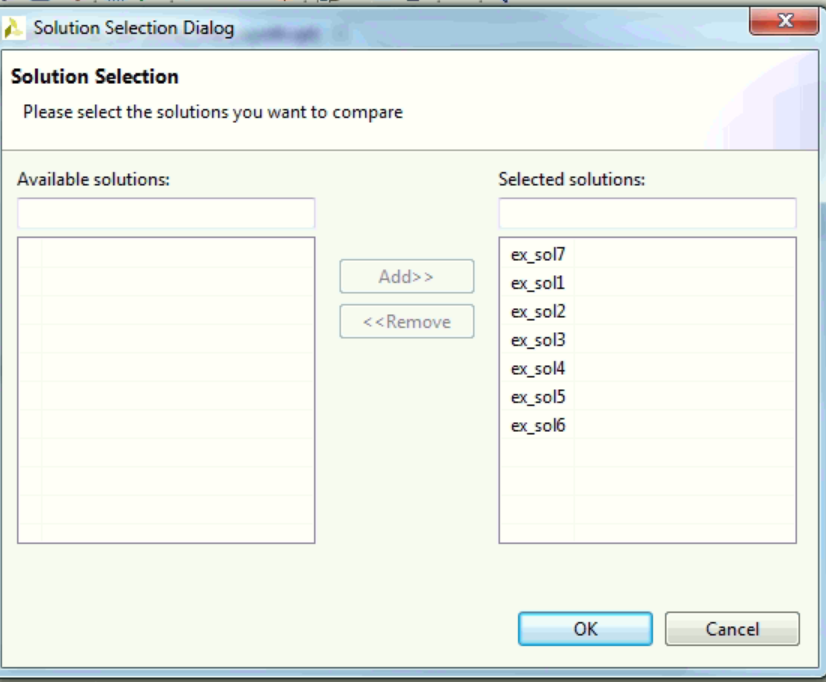 Solution Selection Dialog
Solution Selection
Please select the solutions you want to compare
Available solutions:
Selected solutions:
Add>>
<<Remove
ex_sol7
ex_sol1
ex_sol2
ex_sol3
ex_sol4
ex_sol5
ex_sol6
OK
Cancel